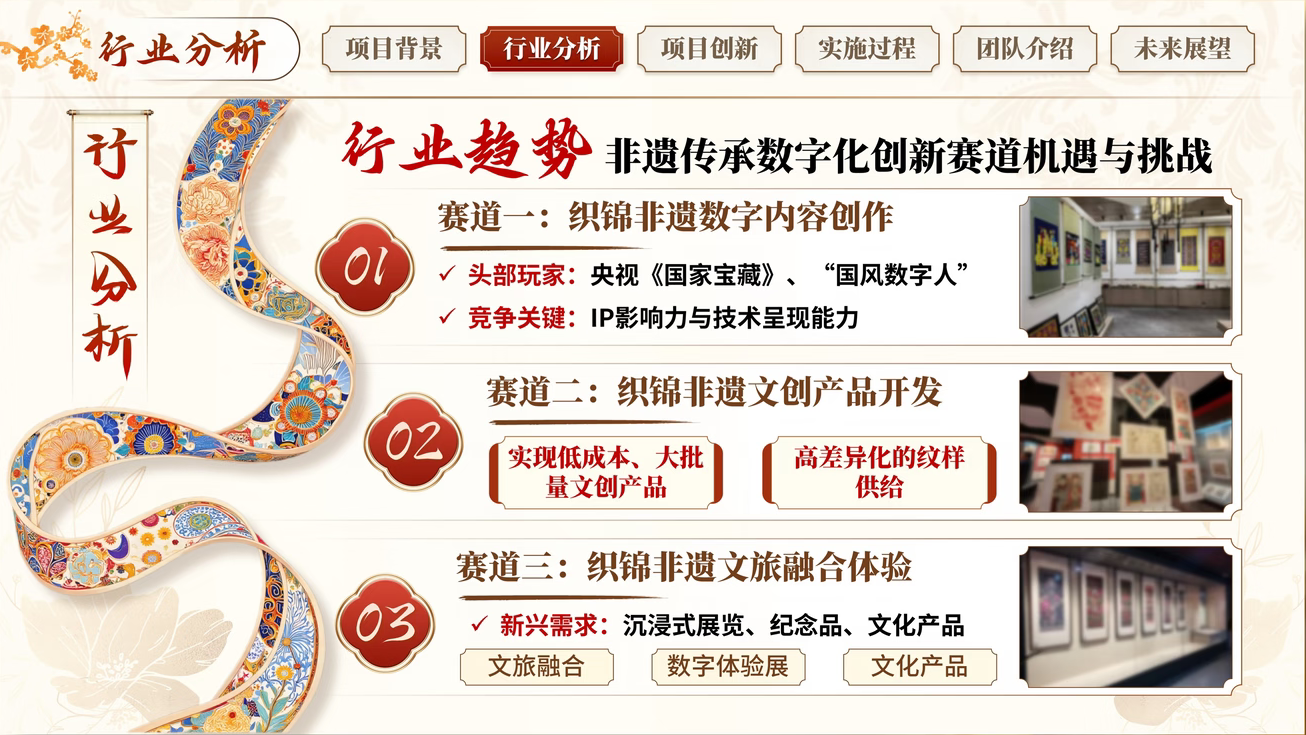 行业分析
项目背景
行业分析
项目创新
实施过程
团队介绍
未来展望
行业分析
行业趋势 非遗传承数字化创新赛道机遇与挑战
01
赛道一：织锦非遗数字内容创作
头部玩家：央视《国家宝藏》、“国风数字人”
竞争关键：IP影响力与技术呈现能力
02
赛道二：织锦非遗文创产品开发
实现低成本、大批
量文创产品
高差异化的纹样
供给
03
赛道三：织锦非遗文旅融合体验
新兴需求：沉浸式展览、纪念品、文化产品
文旅融合
数字体验展
文化产品